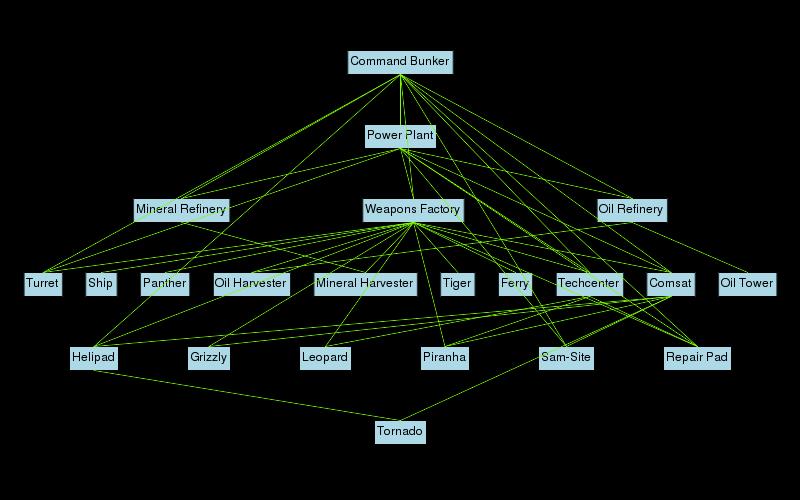 Command Bunker
Power Plant
Mineral Refinery
Weapons Factory
Oil Refinery
Turret
Ship
Panther
Oil Harvester
Mineral Harvester
Tiger
Ferry
Techcenter
Comsat
Oil Tower
Helipad
Grizzly
Leopard
Piranha
Sam-Site
Repair Pad
Tornado